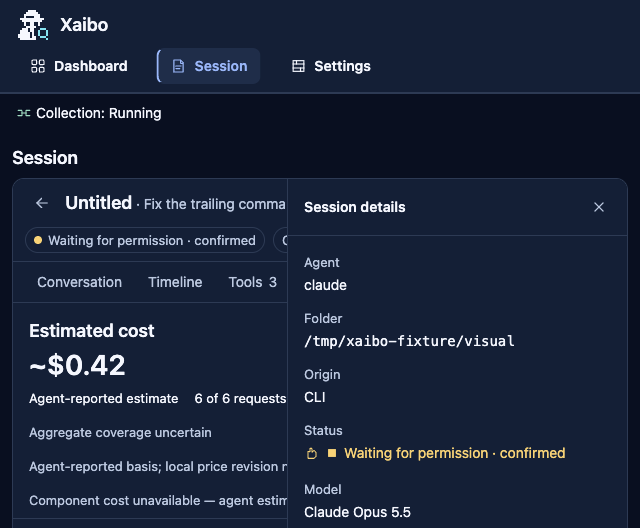 Xaibo
Dashboard
Session
Settings
Collection: Running
Session
Untitled · Fix the trailing comma
Waiting for permission · confirmed
Conversation
Timeline
Tools 3
Estimated cost
~$0.42
Agent-reported estimate 6 of 6 requests
Aggregate coverage uncertain
Agent-reported basis; local price revision
Component cost unavailable — agent
Session details
Agent
claude
Folder
/tmp/xaibo-fixture/visual
Origin
CLI
Status
Waiting for permission · confirmed
Model
Claude Opus 5.5